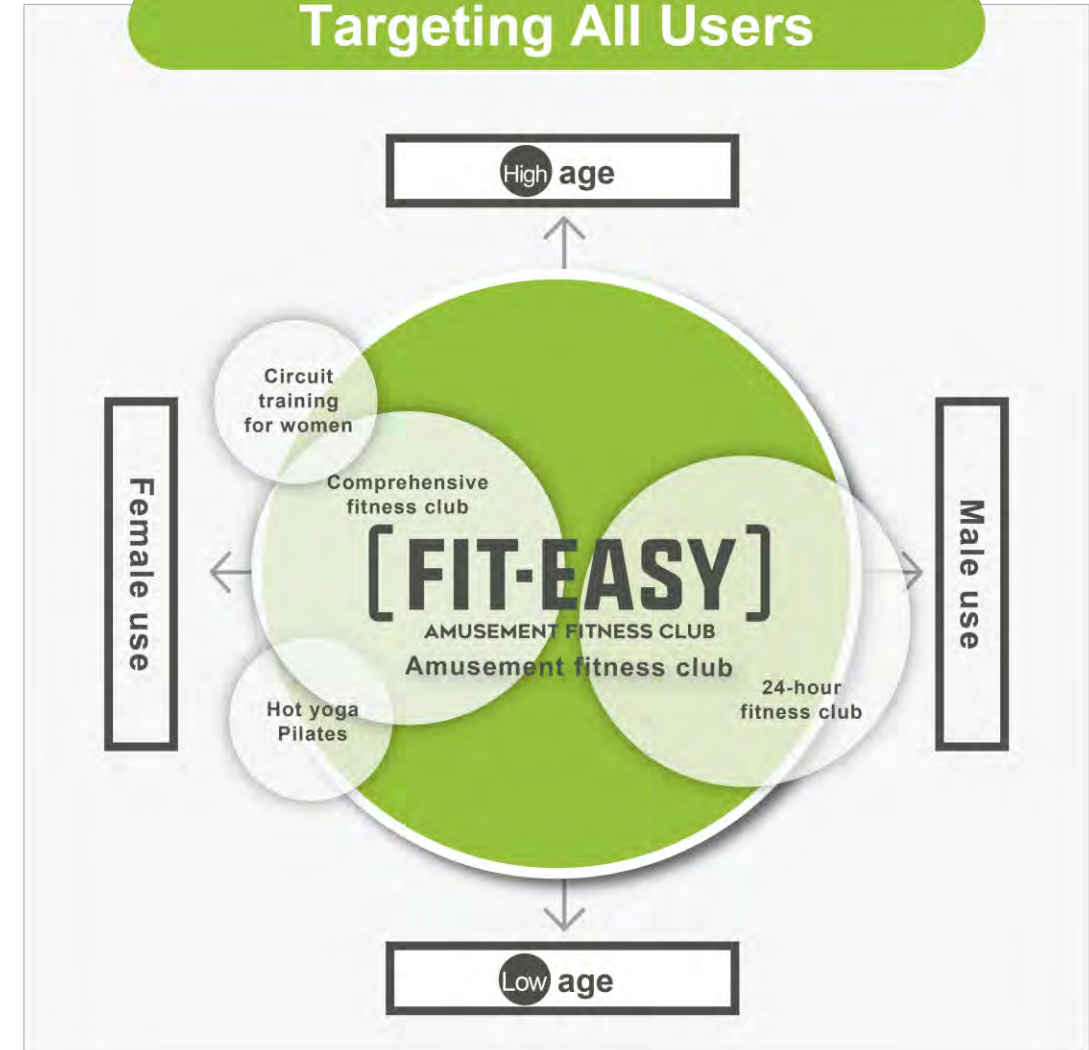 Targeting All Users
High age
Circuit
training
for women
Comprehensive
fitness club
Female use
Male use
[FIT-EASY]
AMUSEMENT FITNESS CLUB
Amusement fitness club
24-hour
fitness club
Hot yoga
Pilates
Low age